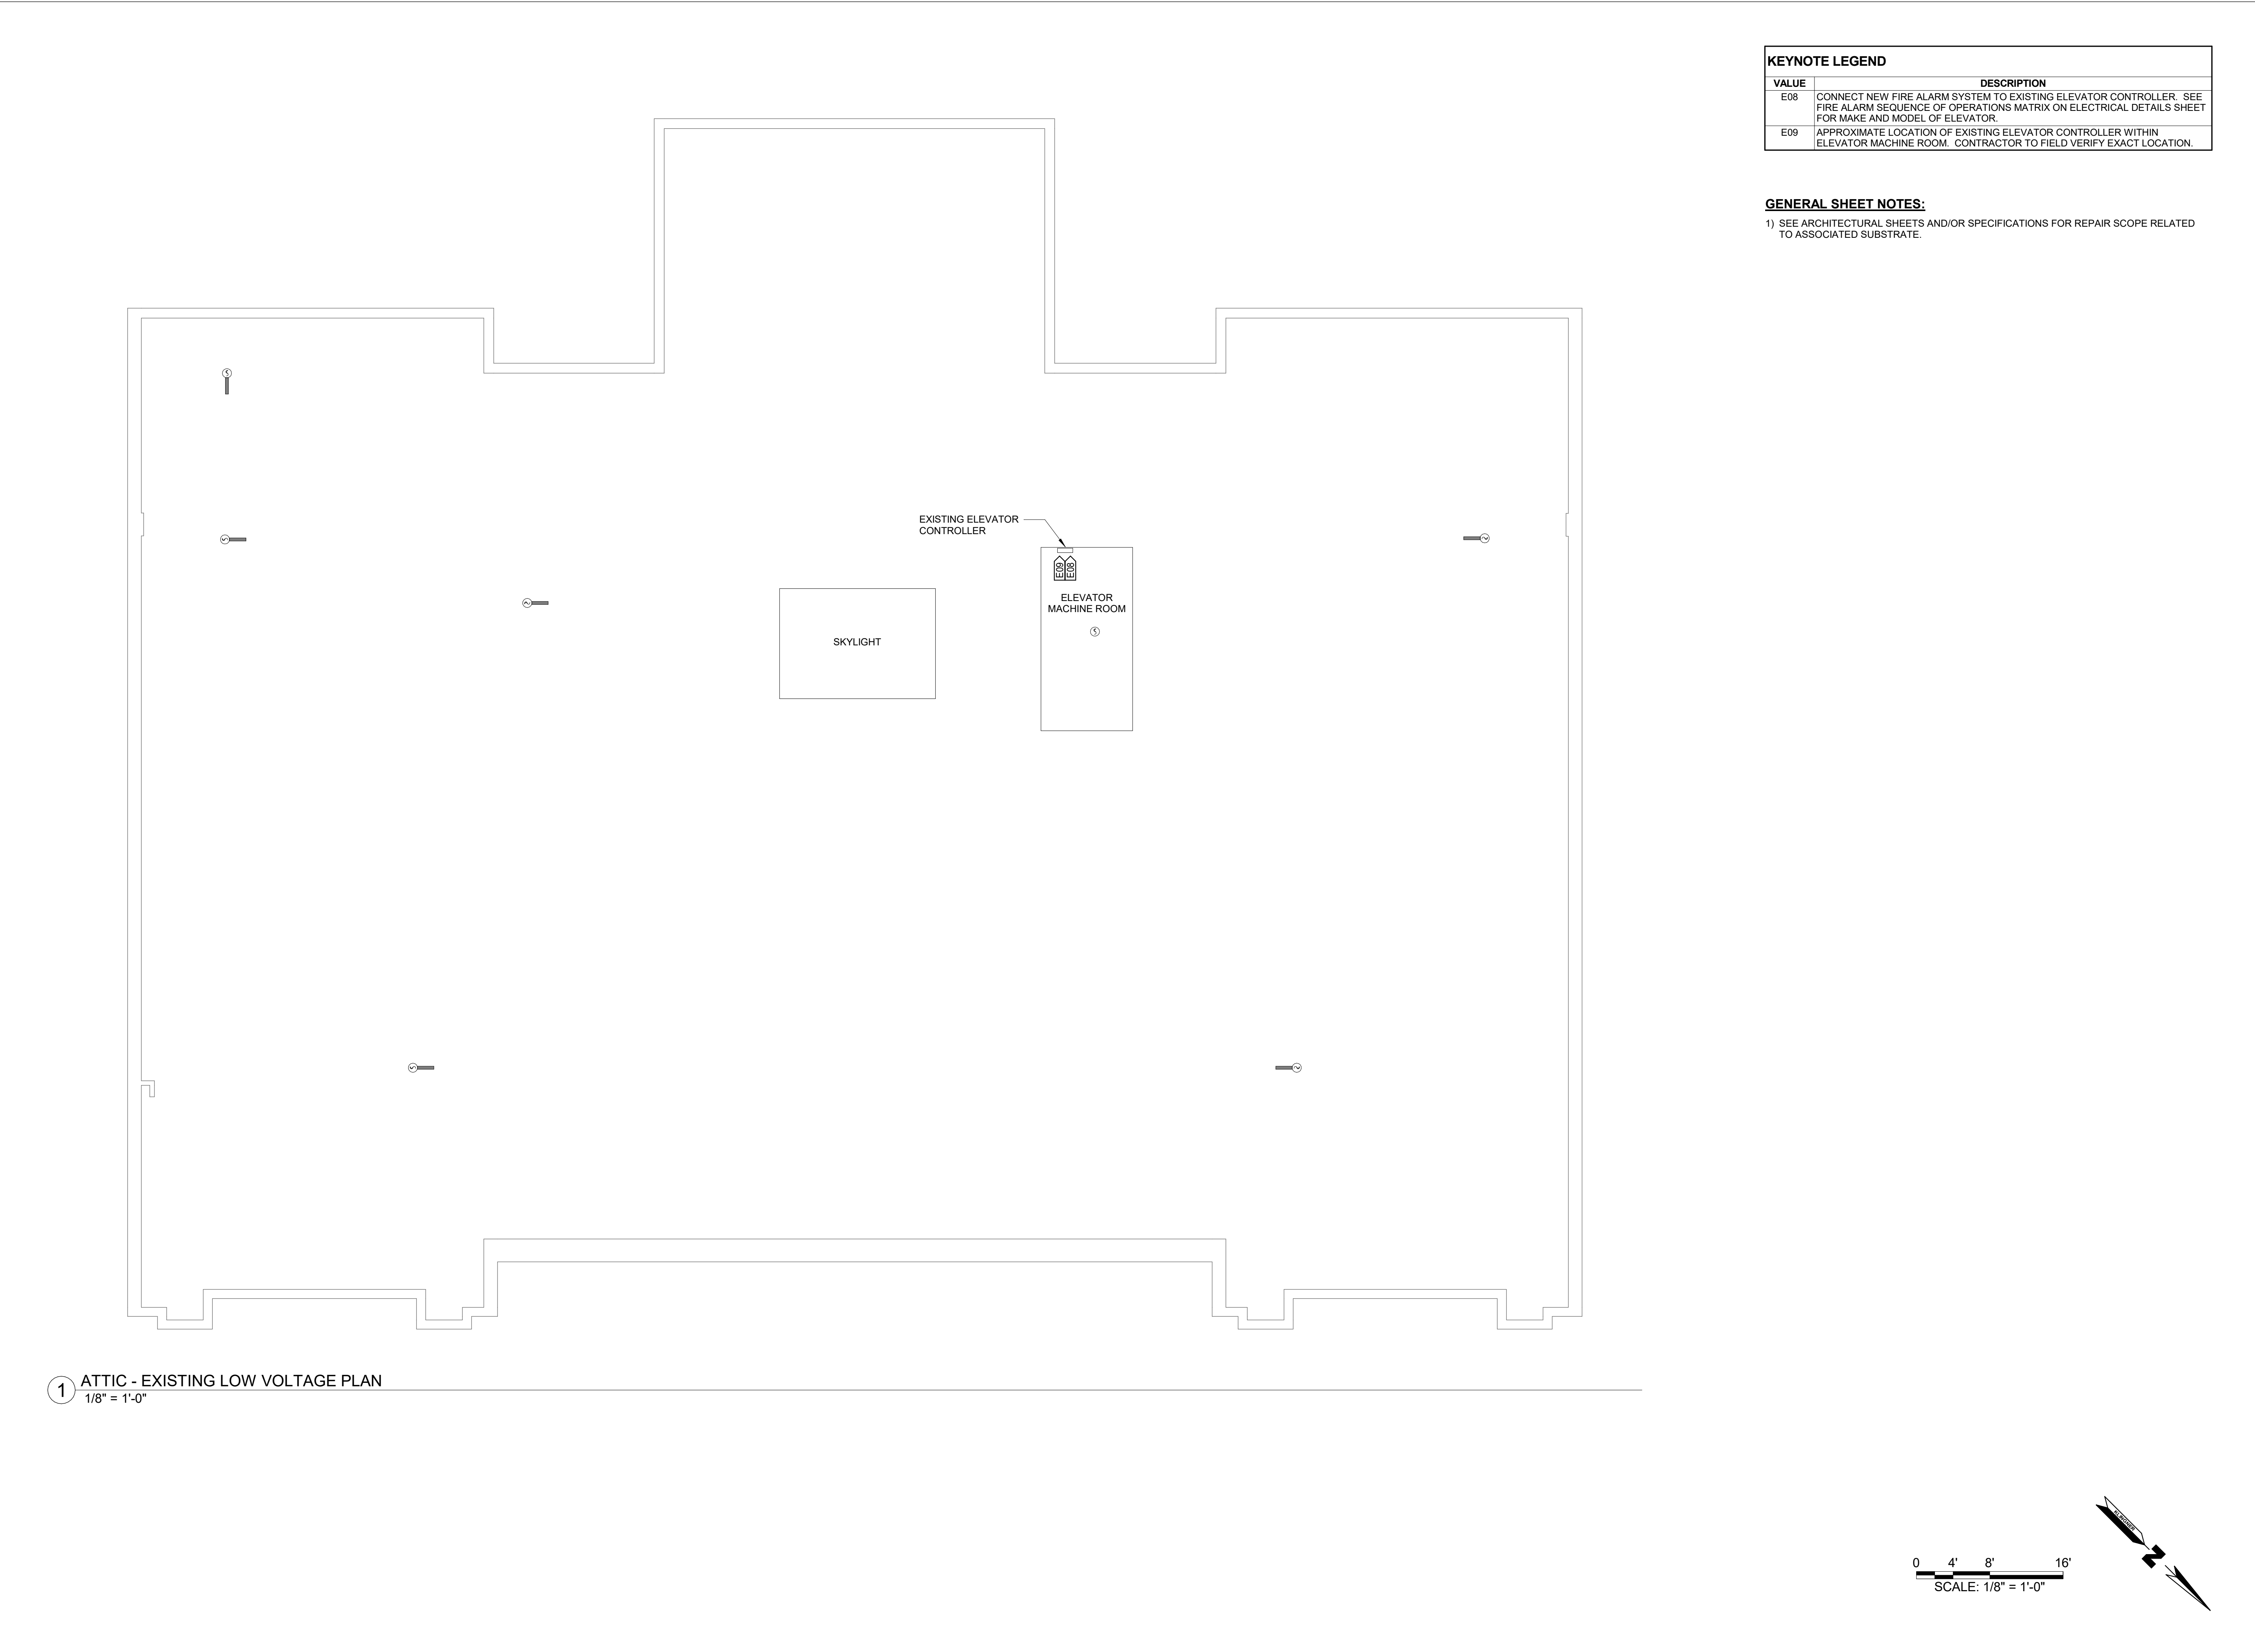 KEYNOTE LEGEND
VALUE DESCRIPTION
E08 CONNECT NEW FIRE ALARM SYSTEM TO EXISTING ELEVATOR CONTROLLER. SEE
FIRE ALARM SEQUENCE OF OPERATIONS MATRIX ON ELECTRICAL DETAILS SHEET
FOR MAKE AND MODEL OF ELEVATOR.
E09 APPROXIMATE LOCATION OF EXISTING ELEVATOR CONTROLLER WITHIN
ELEVATOR MACHINE ROOM. CONTRACTOR TO FIELD VERIFY EXACT LOCATION.
GENERAL SHEET NOTES:
1) SEE ARCHITECTURAL SHEETS AND/OR SPECIFICATIONS FOR REPAIR SCOPE RELATED
TO ASSOCIATED SUBSTRATE.
S
S
S
S
EXISTING ELEVATOR
CONTROLLER
E09
E08
ELEVATOR
MACHINE ROOM
S
SKYLIGHT
S
S
1
ATTIC - EXISTING LOW VOLTAGE PLAN
1/8" = 1'-0"
0 4' 8' 16'
SCALE: 1/8" = 1'-0"
KLINGNER
N